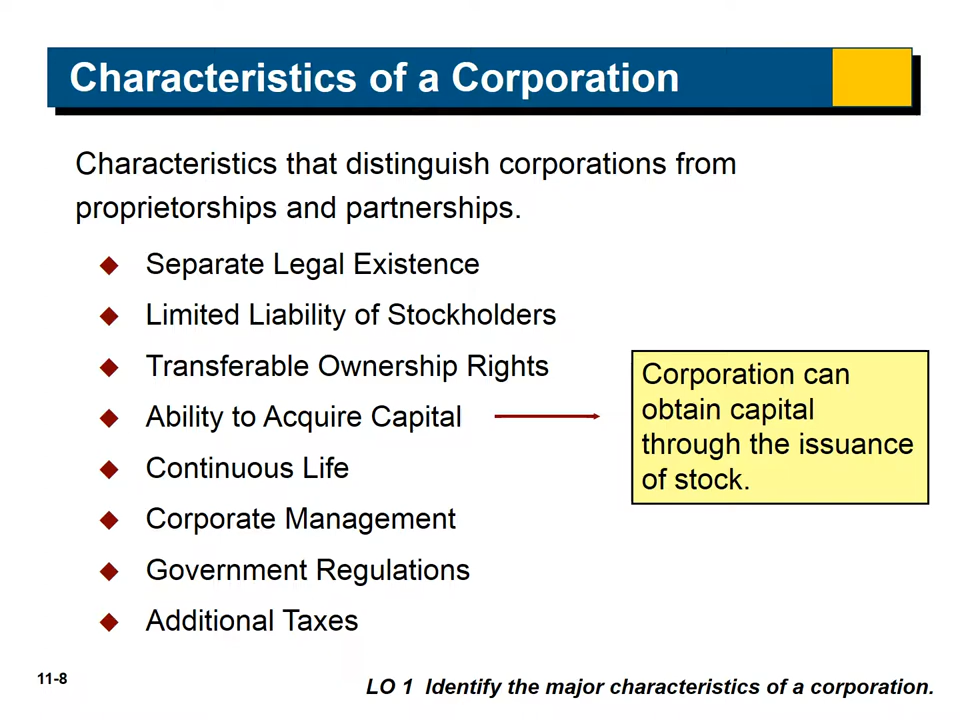 Characteristics of a Corporation
Characteristics that distinguish corporations from
proprietorships and partnerships.
Separate Legal Existence
Limited Liability of Stockholders
Transferable Ownership Rights
Ability to Acquire Capital
Corporation can
obtain capital
through the issuance
of stock.
Continuous Life
Corporate Management
Government Regulations
Additional Taxes
11-8
LO 1 Identify the major characteristics of a corporation.